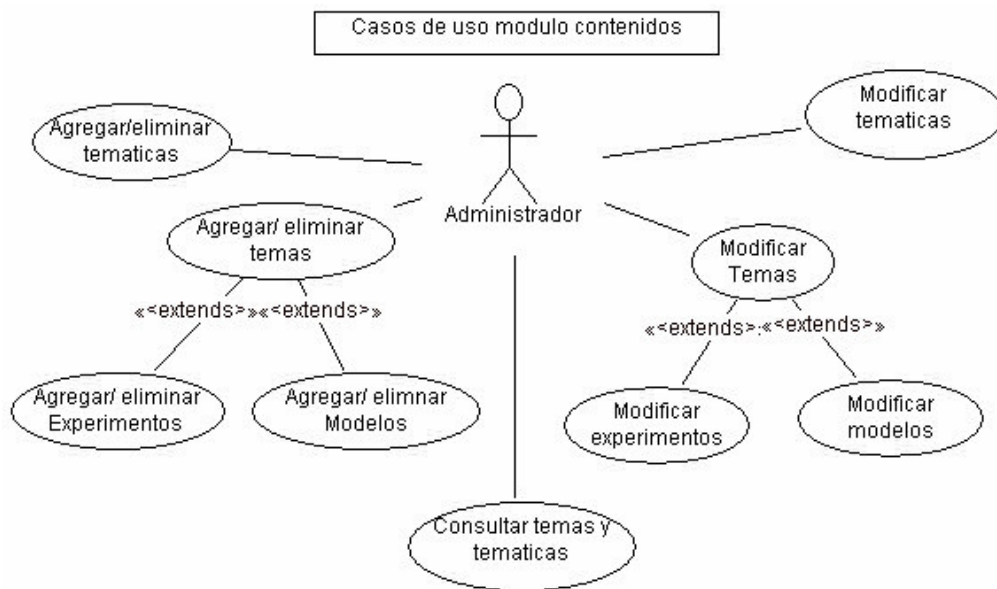 Casos de uso modulo contenidos
Agregar/eliminar
tematicas
Modificar
tematicas
Administrador
Agregar/ eliminar
temas
Modificar
Temas
«<extends>»«<extends>»
«<extends>:«<extends>»
Agregar/ eliminar
Experimentos
Agregar/ elimnar
Modelos
Modificar
experimentos
Modificar
modelos
Consultar temas y
tematicas